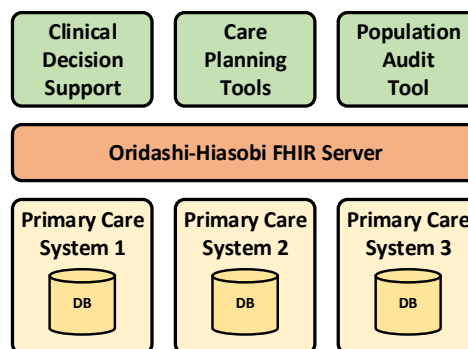 Clinical
Decision
Support
Care
Planning
Tools
Population
Audit
Tool
Oridashi-Hiasobi FHIR Server
Primary Care
System 1
DB
Primary Care
System 2
DB
Primary Care
System 3
DB